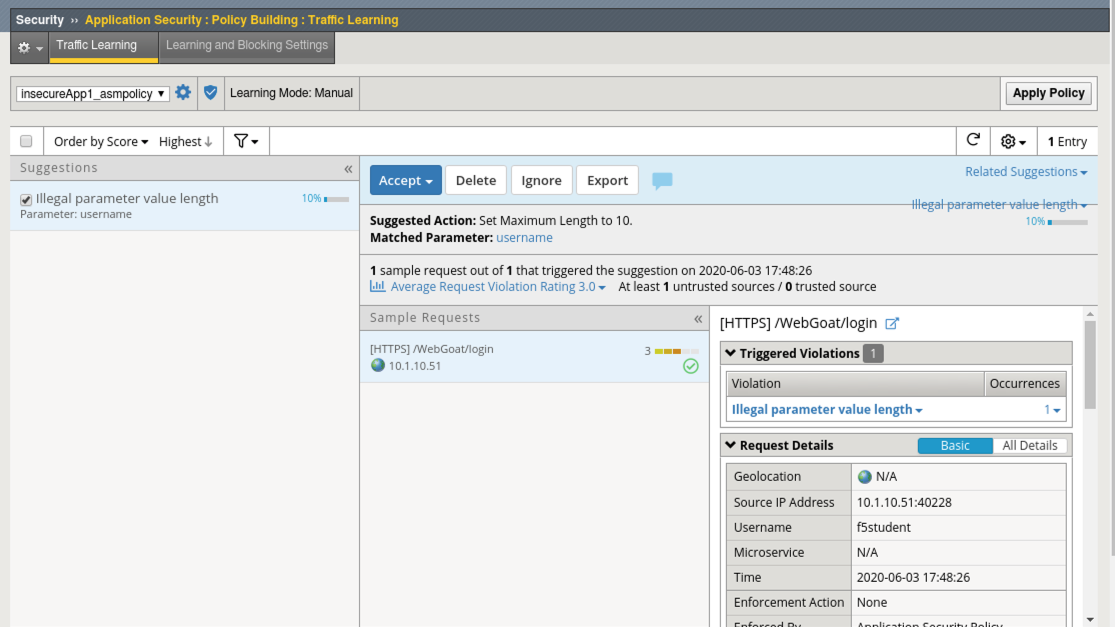 Security ›› Application Security : Policy Building : Traffic Learning
Traffic Learning
Learning and Blocking Settings
insecureApp1_asmpolicy
Learning Mode: Manual
Apply Policy
Order by Score
Highest
1 Entry
Suggestions
«
Illegal parameter value length
10%
Parameter: username
Accept
Delete
Ignore
Export
Related Suggestions
Illegal parameter value length
10%
Suggested Action: Set Maximum Length to 10.
Matched Parameter: username
1 sample request out of 1 that triggered the suggestion on 2020-06-03 17:48:26
Average Request Violation Rating 3.0
At least 1 untrusted sources / 0 trusted source
Sample Requests
«
[HTTPS] /WebGoat/login
3
10.1.10.51
[HTTPS] /WebGoat/login
Triggered Violations 1
Violation Occurrences
Illegal parameter value length 1
Request Details
Basic
All Details
Geolocation N/A
Source IP Address 10.1.10.51:40228
Username f5student
Microservice N/A
Time 2020-06-03 17:48:26
Enforcement Action None
Enforced By Application Security Policy